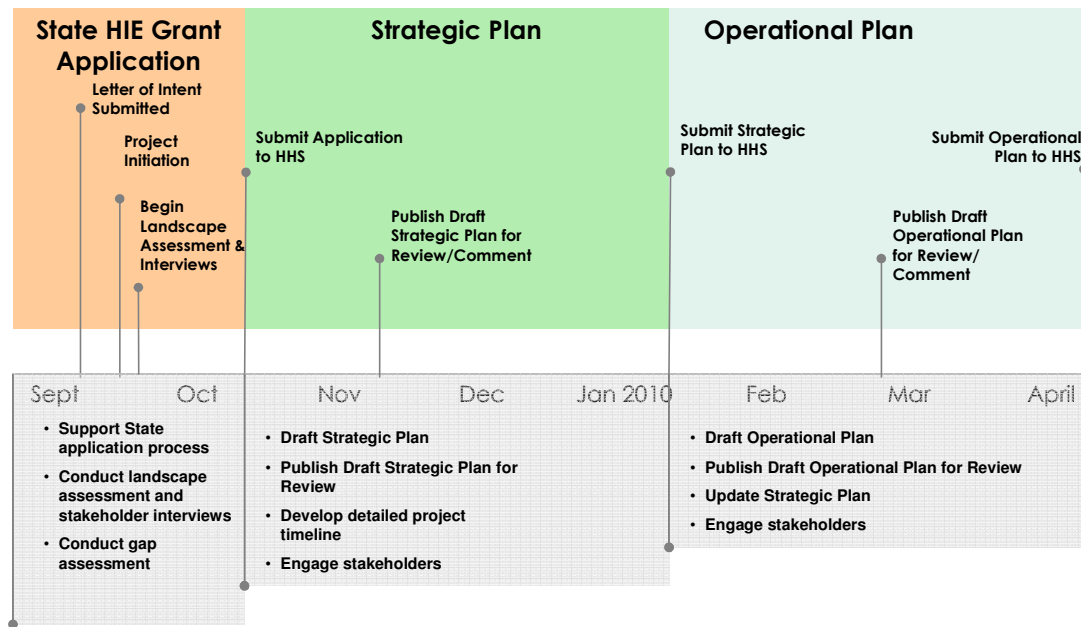 State HIE Grant
Application
Strategic Plan
Operational Plan
Letter of Intent
Submitted
Project
Initiation
Begin
Landscape
Assessment &
Interviews
Submit Application
to HHS
Publish Draft
Strategic Plan for
Review/Comment
Submit Strategic
Plan to HHS
Publish Draft
Operational Plan
for Review/
Comment
Submit Operational
Plan to HHS
Sept
Oct
Nov
Dec
Jan 2010
Feb
Mar
April
• Support State
application process
• Conduct landscape
assessment and
stakeholder interviews
• Conduct gap
assessment
• Draft Strategic Plan
• Publish Draft Strategic Plan for
Review
• Develop detailed project
timeline
• Engage stakeholders
• Draft Operational Plan
• Publish Draft Operational Plan for Review
• Update Strategic Plan
• Engage stakeholders